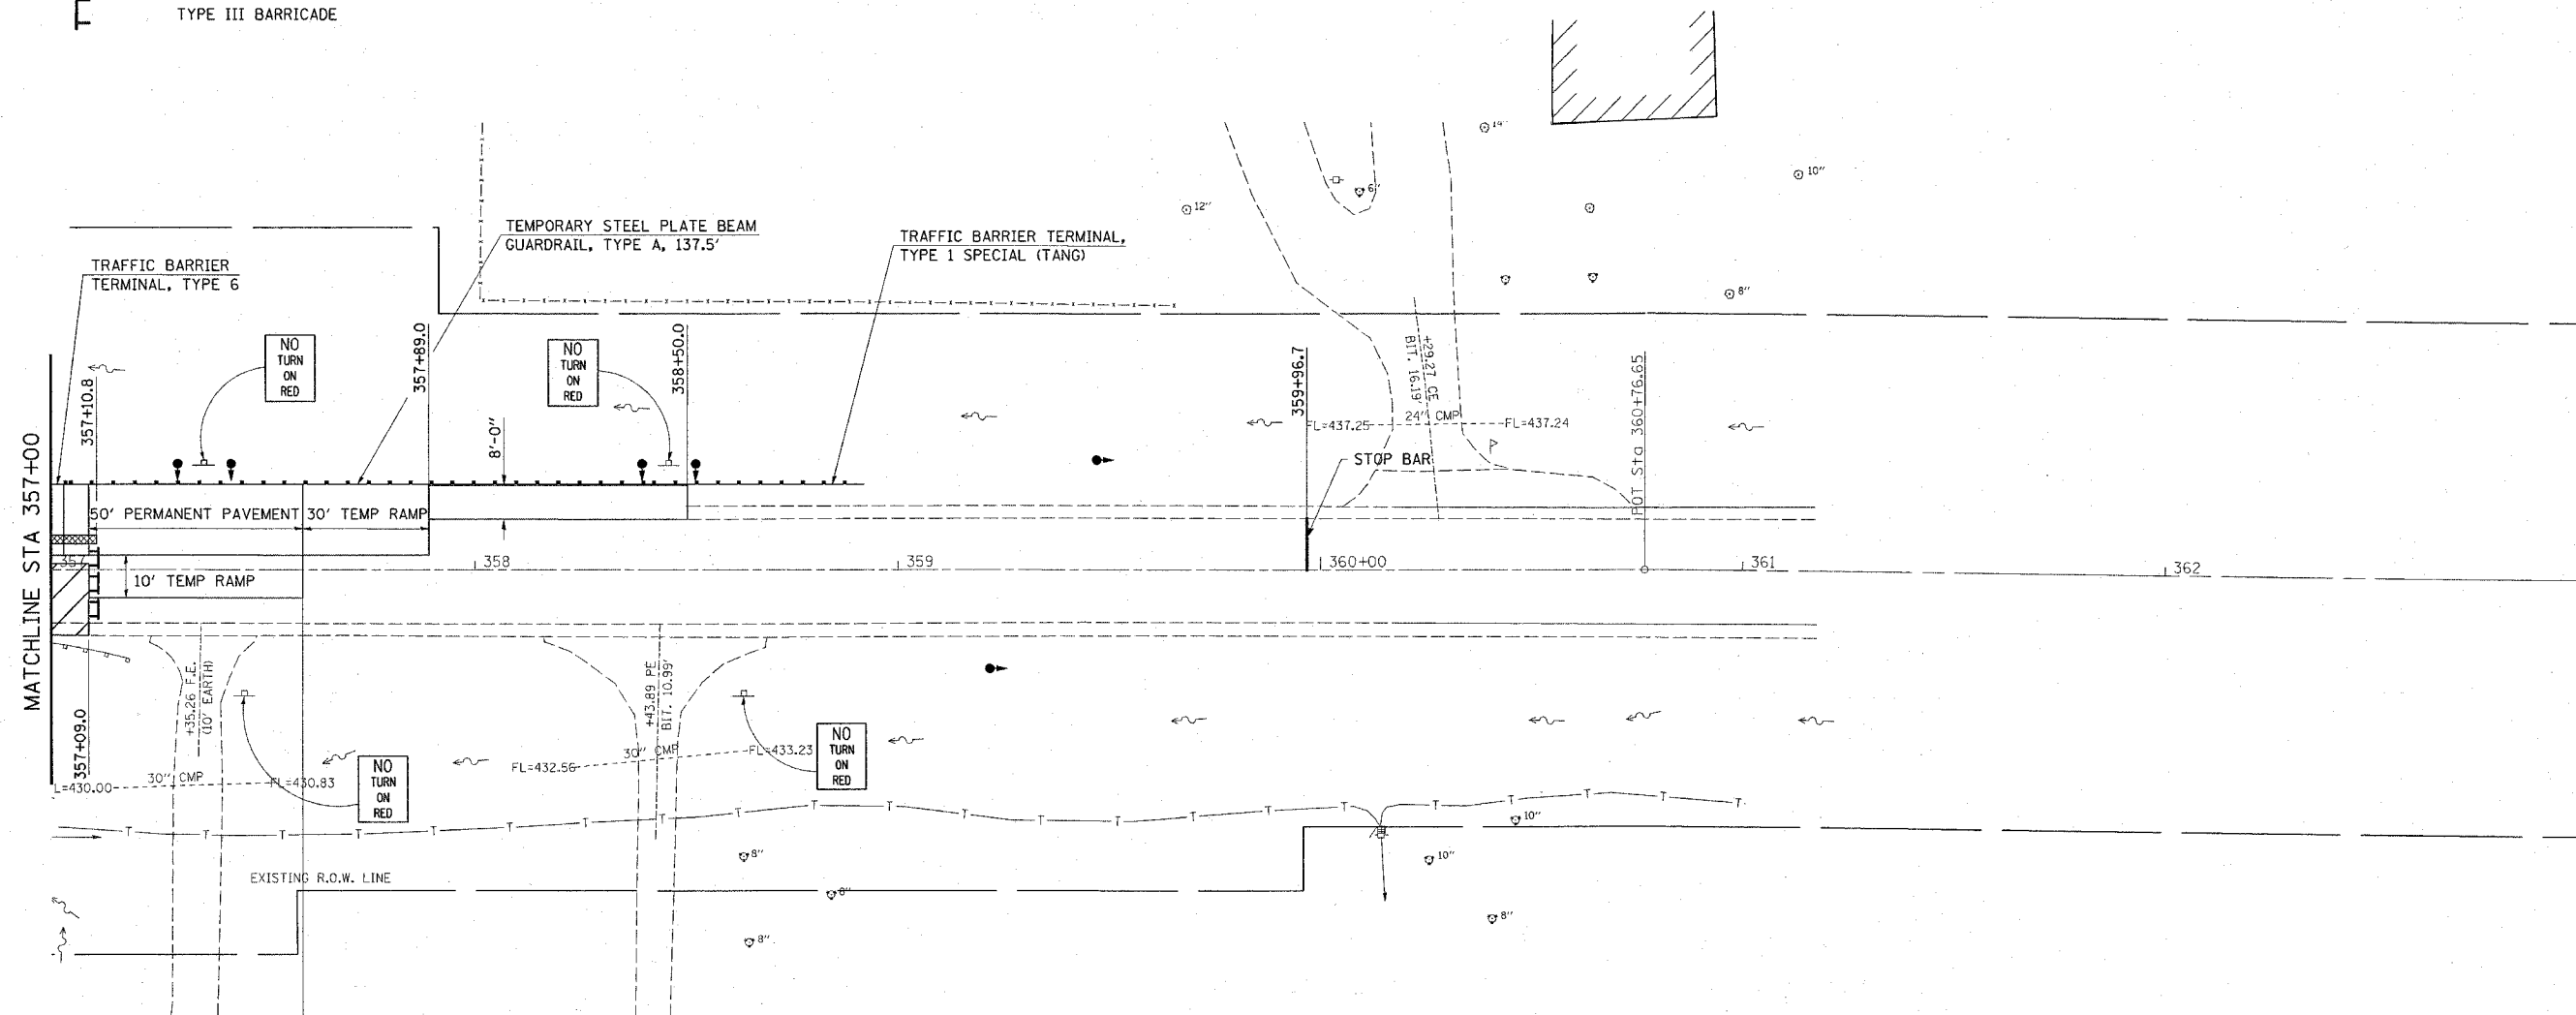 TYPE III BARRICADE
14"
10"
6"
12"
TEMPORARY STEEL PLATE BEAM
GUARDRAIL, TYPE A, 137.5'
TRAFFIC BARRIER TERMINAL,
TYPE 1 SPECIAL (TANG)
TRAFFIC BARRIER
TERMINAL, TYPE 6
8"
NO
TURN
ON
RED
NO
TURN
ON
RED
357+10.8
357+89.0
358+50.0
359+96.7
+29.27 CE
BIT. 16.19'
POT Sta 360+76.65
8'-0"
24" CMP
FL=437.25
FL=437.24
STOP BAR
MATCHLINE STA 357+00
50' PERMANENT PAVEMENT
30' TEMP RAMP
357
358
359
360+00
361
362
10' TEMP RAMP
+35.26 F.E.
(10' EARTH)
+43.89 PE
BIT. 10.99'
357+09.0
30" CMP
L=430.00
FL=430.83
30" CMP
FL=432.56
FL=433.23
NO
TURN
ON
RED
NO
TURN
ON
RED
T T T T T T T T T T T T T T T T T T T T T T
10"
8"
10"
EXISTING R.O.W. LINE
8"
8"
8"